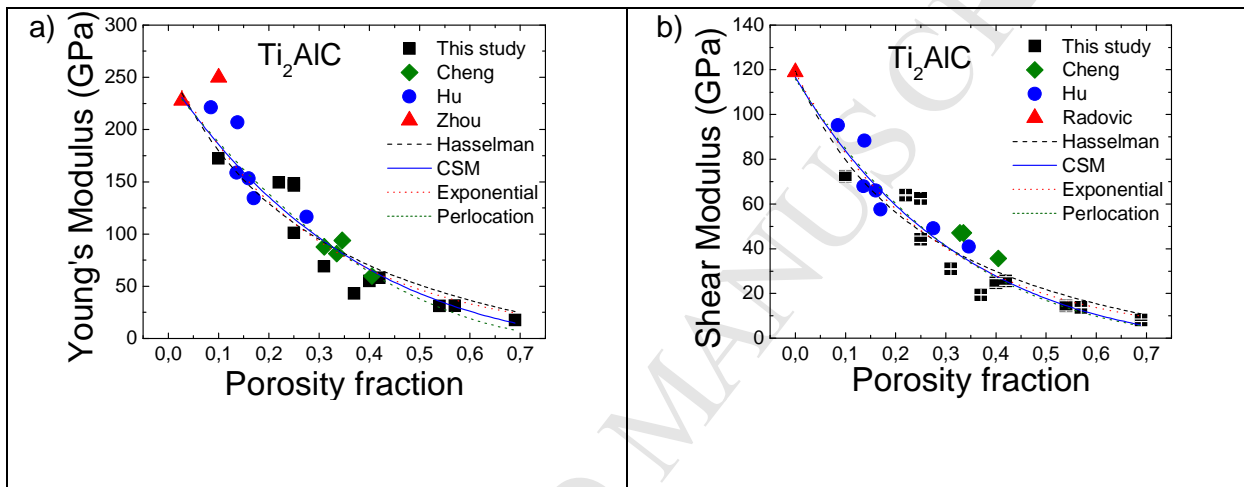 a)
Ti2AlC
Young's Modulus (GPa)
300
250
200
150
100
50
0
0,0 0,1 0,2 0,3 0,4 0,5 0,6 0,7
Porosity fraction
This study
Cheng
Hu
Zhou
Hasselman
CSM
Exponential
Perlocation
b)
Ti2AlC
Shear Modulus (GPa)
140
120
100
80
60
40
20
0
0,0 0,1 0,2 0,3 0,4 0,5 0,6 0,7
Porosity fraction
This study
Cheng
Hu
Radovic
Hasselman
CSM
Exponential
Perlocation